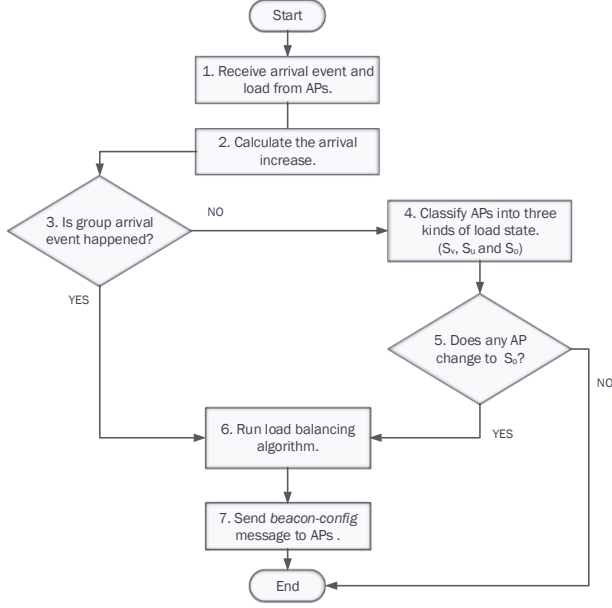 Start
1. Receive arrival event and
load from APs.
2. Calculate the arrival
increase.
3. Is group arrival
event happened?
NO
4. Classify APs into three
kinds of load state.
(Sv, Su and So)
YES
5. Does any AP
change to So?
NO
YES
6. Run load balancing
algorithm.
7. Send beacon-config
message to APs .
End